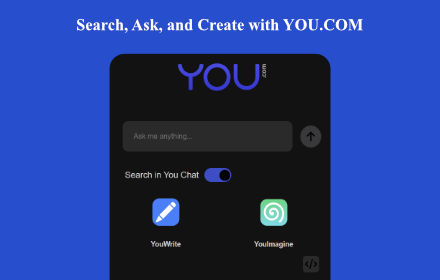 Search, Ask, and Create with YOU.COM
YOU
.com
Ask me anything...
Search in You Chat
YouWrite
YouImagine